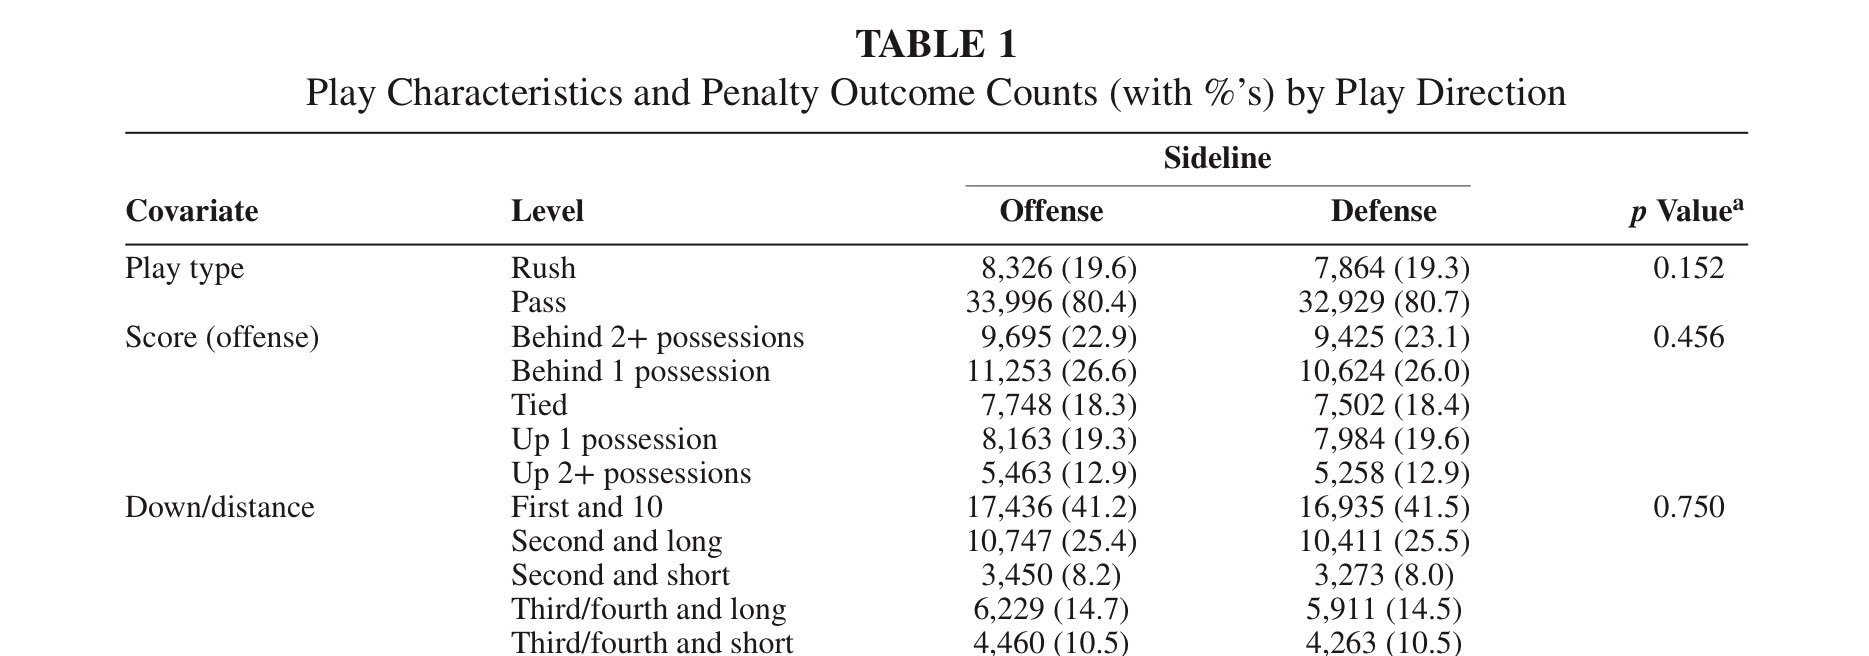 TABLE 1
Play Characteristics and Penalty Outcome Counts (with %'s) by Play Direction
Sideline
Covariate Level Offense Defense p Valueᵃ
Play type Rush 8,326 (19.6) 7,864 (19.3) 0.152
Pass 33,996 (80.4) 32,929 (80.7)
Score (offense) Behind 2+ possessions 9,695 (22.9) 9,425 (23.1) 0.456
Behind 1 possession 11,253 (26.6) 10,624 (26.0)
Tied 7,748 (18.3) 7,502 (18.4)
Up 1 possession 8,163 (19.3) 7,984 (19.6)
Up 2+ possessions 5,463 (12.9) 5,258 (12.9)
Down/distance First and 10 17,436 (41.2) 16,935 (41.5) 0.750
Second and long 10,747 (25.4) 10,411 (25.5)
Second and short 3,450 (8.2) 3,273 (8.0)
Third/fourth and long 6,229 (14.7) 5,911 (14.5)
Third/fourth and short 4,460 (10.5) 4,263 (10.5)